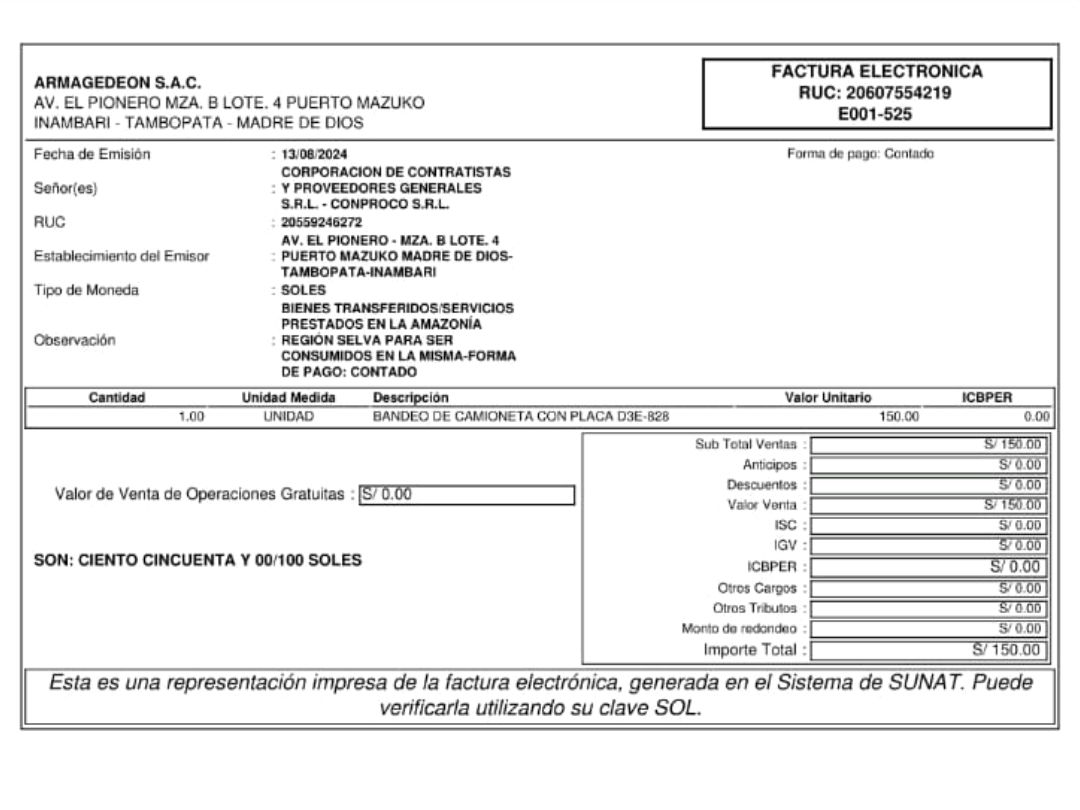 ARMAGEDEON S.A.C.
AV. EL PIONERO MZA. B LOTE. 4 PUERTO MAZUKO
INAMBARI - TAMBOPATA - MADRE DE DIOS
FACTURA ELECTRONICA
RUC: 20607554219
E001-525
Fecha de Emisión : 13/08/2024
Forma de pago: Contado
Señor(es) : CORPORACION DE CONTRATISTAS
Y PROVEEDORES GENERALES
S.R.L. - CONPROCO S.R.L.
RUC : 20559246272
Establecimiento del Emisor : AV. EL PIONERO - MZA. B LOTE. 4
PUERTO MAZUKO MADRE DE DIOS-
TAMBOPATA-INAMBARI
Tipo de Moneda : SOLES
Observación : BIENES TRANSFERIDOS/SERVICIOS
PRESTADOS EN LA AMAZONÍA
REGIÓN SELVA PARA SER
CONSUMIDOS EN LA MISMA-FORMA
DE PAGO: CONTADO
Cantidad Unidad Medida Descripción Valor Unitario ICBPER
1.00 UNIDAD BANDEO DE CAMIONETA CON PLACA D3E-828 150.00 0.00
Valor de Venta de Operaciones Gratuitas : S/ 0.00
SON: CIENTO CINCUENTA Y 00/100 SOLES
Sub Total Ventas : S/ 150.00
Anticipos : S/ 0.00
Descuentos : S/ 0.00
Valor Venta : S/ 150.00
ISC : S/ 0.00
IGV : S/ 0.00
ICBPER : S/ 0.00
Otros Cargos : S/ 0.00
Otros Tributos : S/ 0.00
Monto de redondeo : S/ 0.00
Importe Total : S/ 150.00
Esta es una representación impresa de la factura electrónica, generada en el Sistema de SUNAT. Puede
verificarla utilizando su clave SOL.